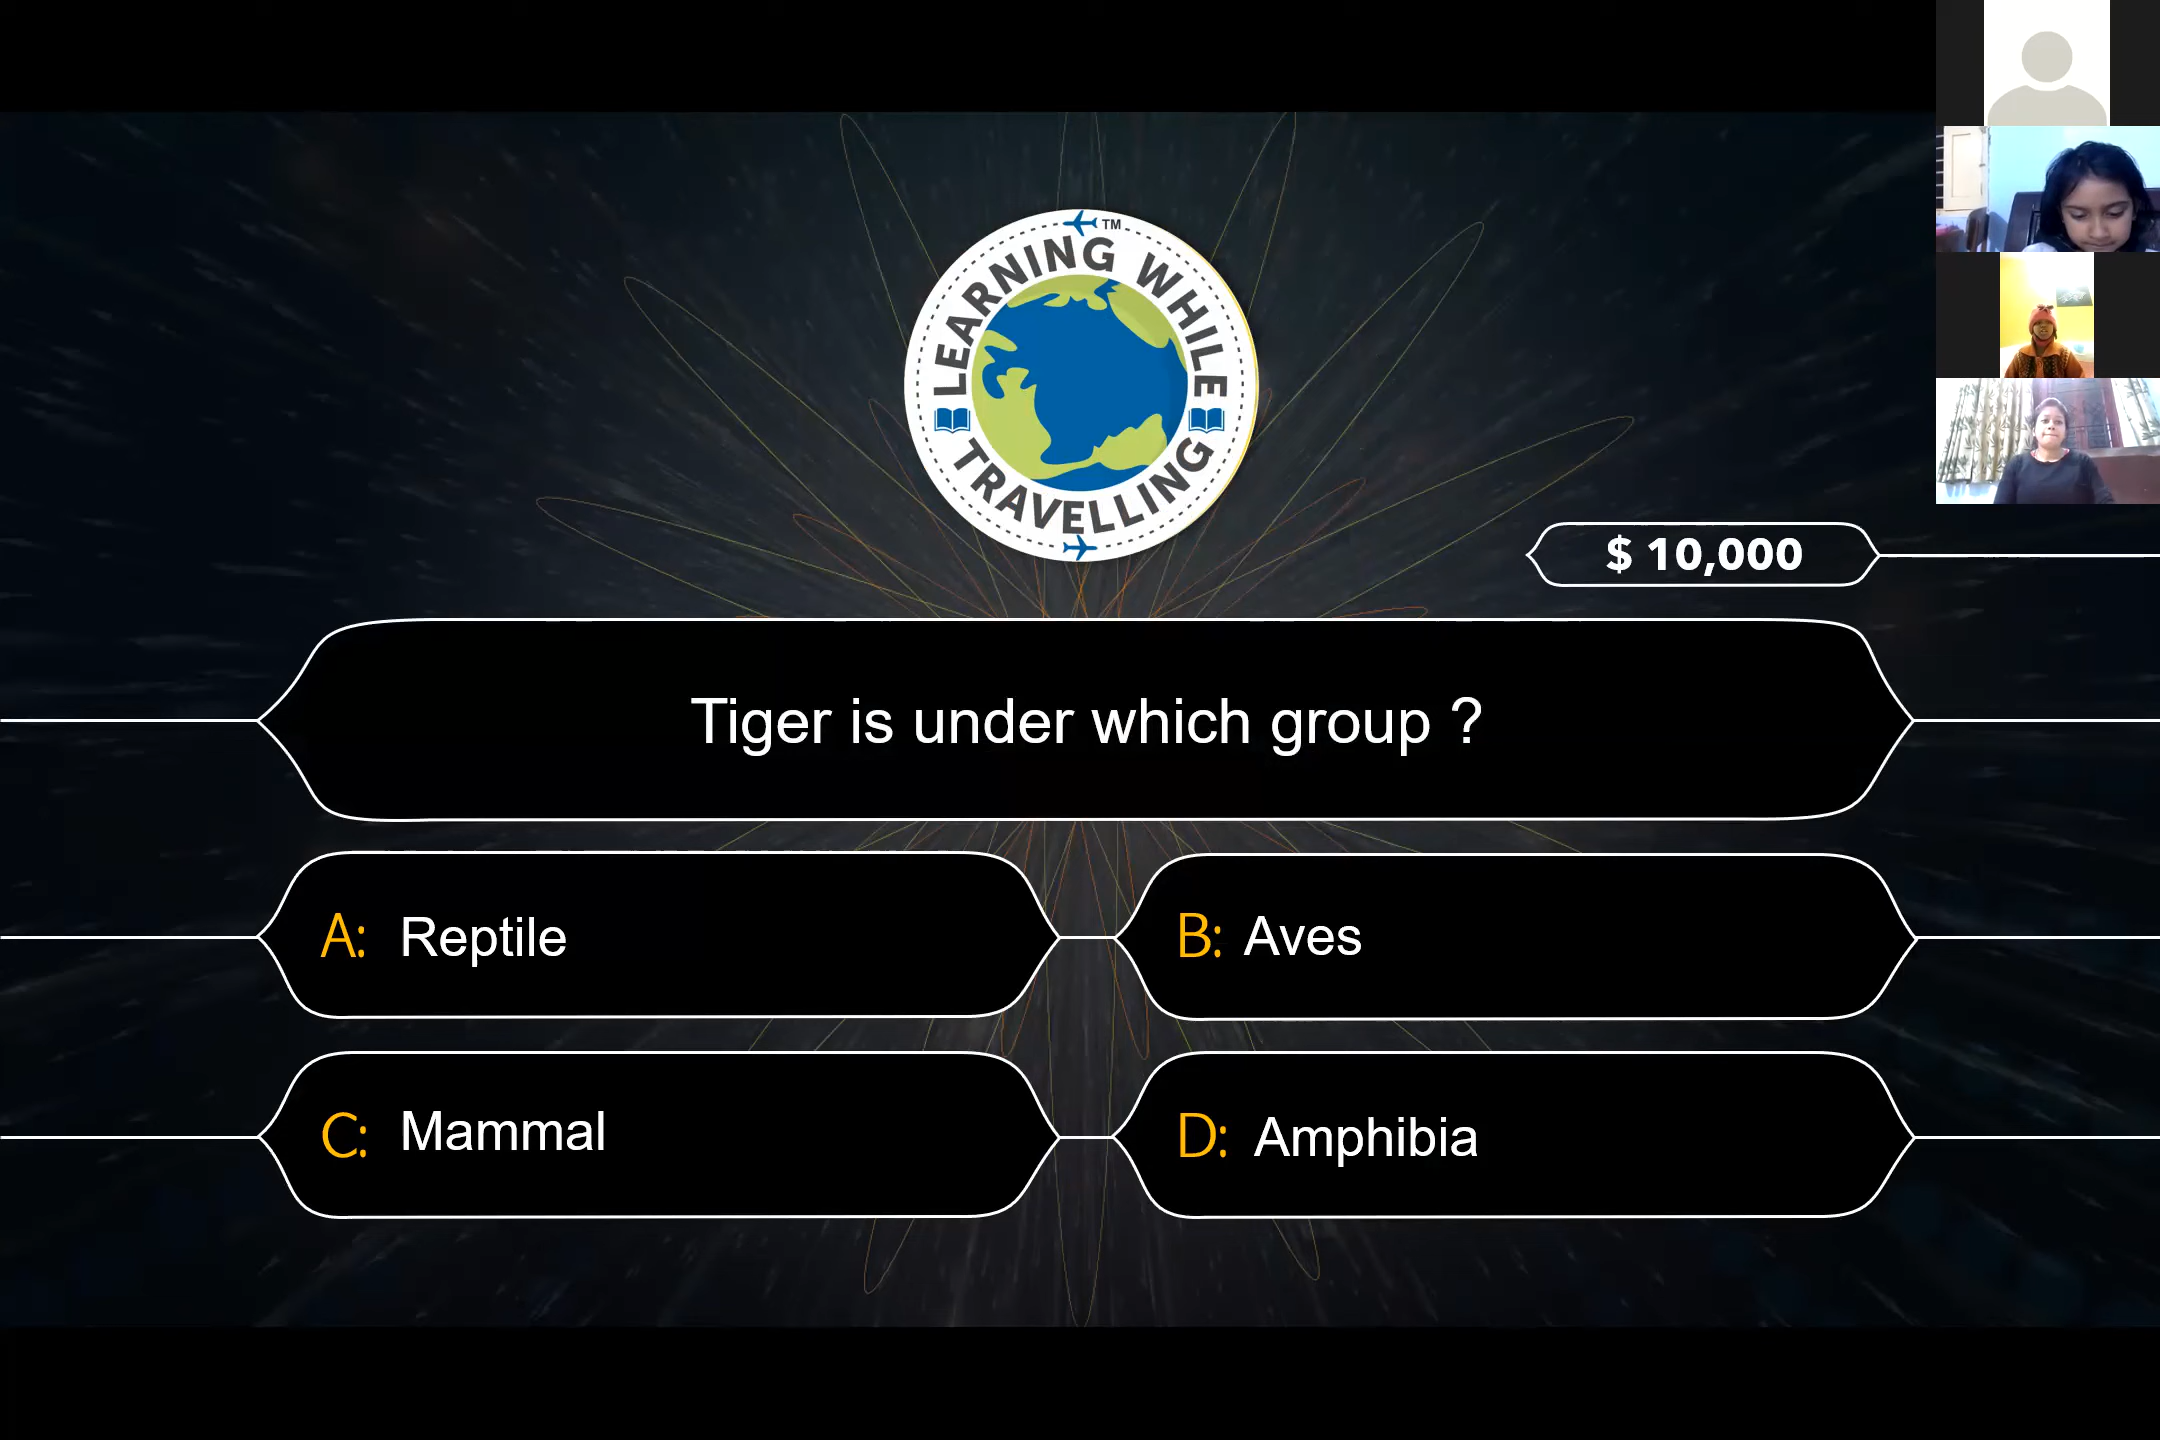 LEARNING WHILE
TRAVELLING
TM
$ 10,000
Tiger is under which group ?
A: Reptile
B: Aves
C: Mammal
D: Amphibia